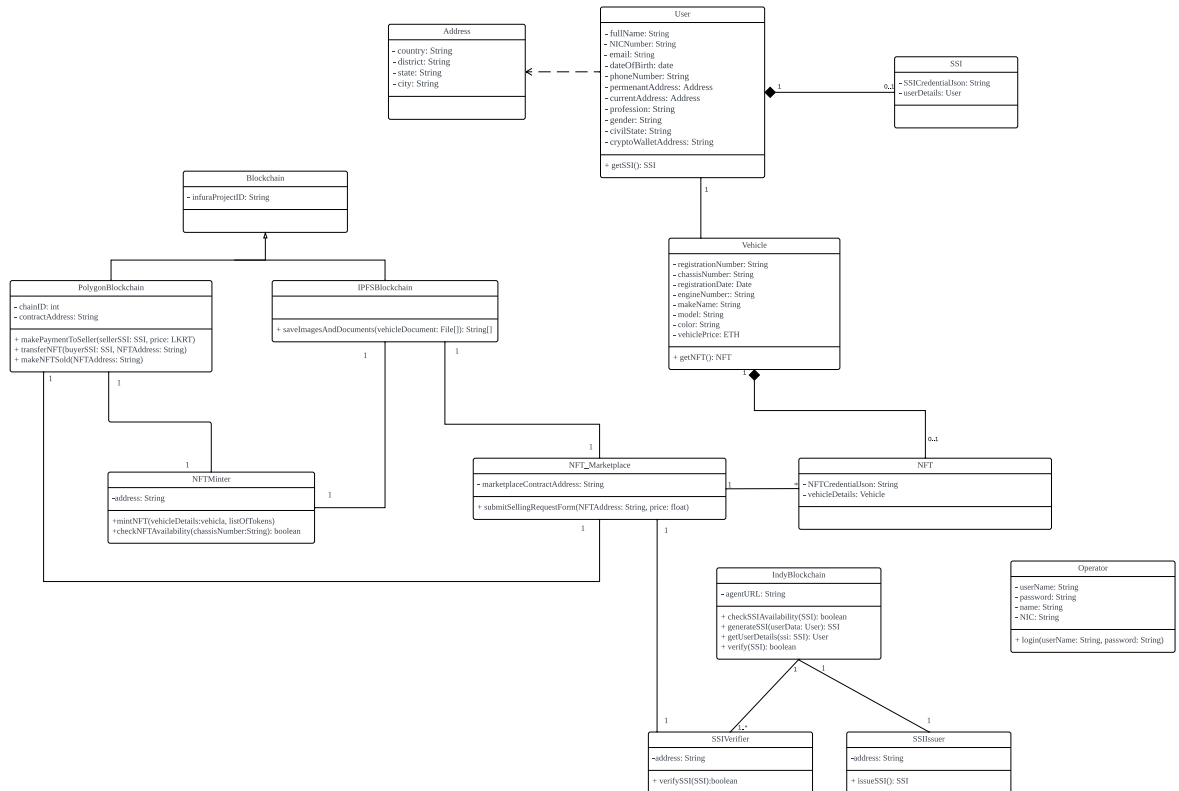 Address
- country: String
- district: String
- state: String
- city: String
User
- fullName: String
- NICNumber: String
- email: String
- dateOfBirth: date
- phoneNumber: String
- permenantAddress: Address
- currentAddress: Address
- profession: String
- gender: String
- civilState: String
- cryptoWalletAddress: String
+ getSSI(): SSI
1
0..1
SSI
- SSICredentialJson: String
- userDetails: User
1
Blockchain
- infuraProjectID: String
PolygonBlockchain
- chainID: int
- contractAddress: String
+ makePaymentToSeller(sellerSSI: SSI, price: LKRT)
+ transferNFT(buyerSSI: SSI, NFTAddress: String)
+ makeNFTSold(NFTAddress: String)
IPFSBlockchain
+ saveImagesAndDocuments(vehicleDocument: File[]): String[]
Vehicle
- registrationNumber: String
- chassisNumber: String
- registrationDate: Date
- engineNumber:: String
- makeName: String
- model: String
- color: String
- vehiclePrice: ETH
+ getNFT(): NFT
1
1
1
1
1
0..1
1
1
NFTMinter
-address: String
+mintNFT(vehicleDetails:vehicla, listOfTokens)
+checkNFTAvailability(chassisNumber:String): boolean
1
NFT_Marketplace
- marketplaceContractAddress: String
+ submitSellingRequestForm(NFTAddress: String, price: float)
1
*
NFT
- NFTCredentialJson: String
- vehicleDetails: Vehicle
1
1
IndyBlockchain
- agentURL: String
+ checkSSIAvailability(SSI): boolean
+ generateSSI(userData: User): SSI
+ getUserDetails(ssi: SSI): User
+ verify(SSI): boolean
Operator
- userName: String
- password: String
- name: String
- NIC: String
+ login(userName: String, password: String)
1
1
1
1..*
1
SSIVerifier
-address: String
+ verifySSI(SSI):boolean
SSIIssuer
-address: String
+ issueSSI(): SSI